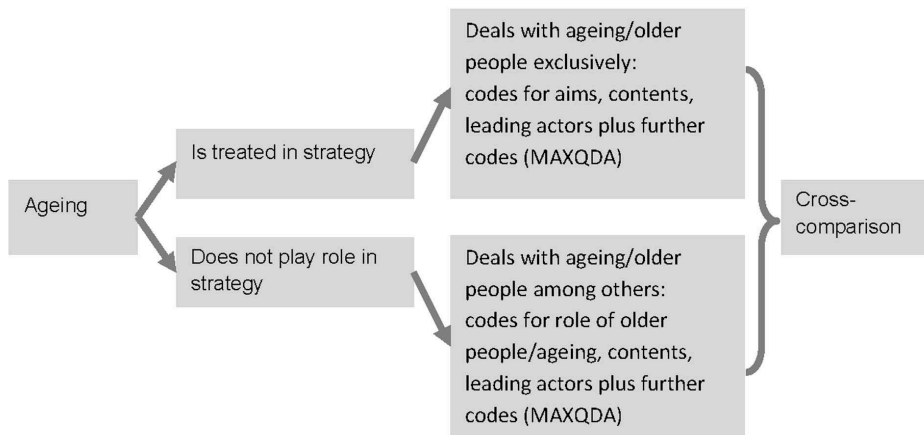 Ageing
Is treated in strategy
Does not play role in
strategy
Deals with ageing/older
people exclusively:
codes for aims, contents,
leading actors plus further
codes (MAXQDA)
Deals with ageing/older
people among others:
codes for role of older
people/ageing, contents,
leading actors plus further
codes (MAXQDA)
Cross-
comparison